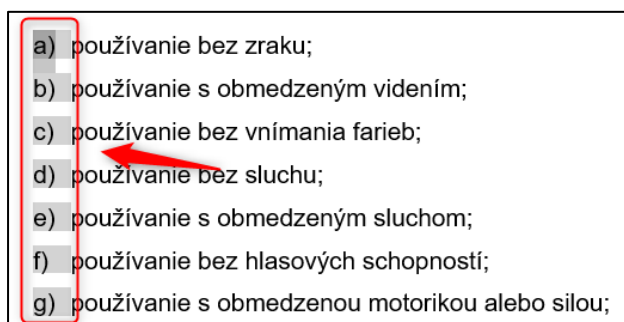 a) používanie bez zraku;
b) používanie s obmedzeným videním;
c) používanie bez vnímania farieb;
d) používanie bez sluchu;
e) používanie s obmedzeným sluchom;
f) používanie bez hlasových schopností;
g) používanie s obmedzenou motorikou alebo silou;